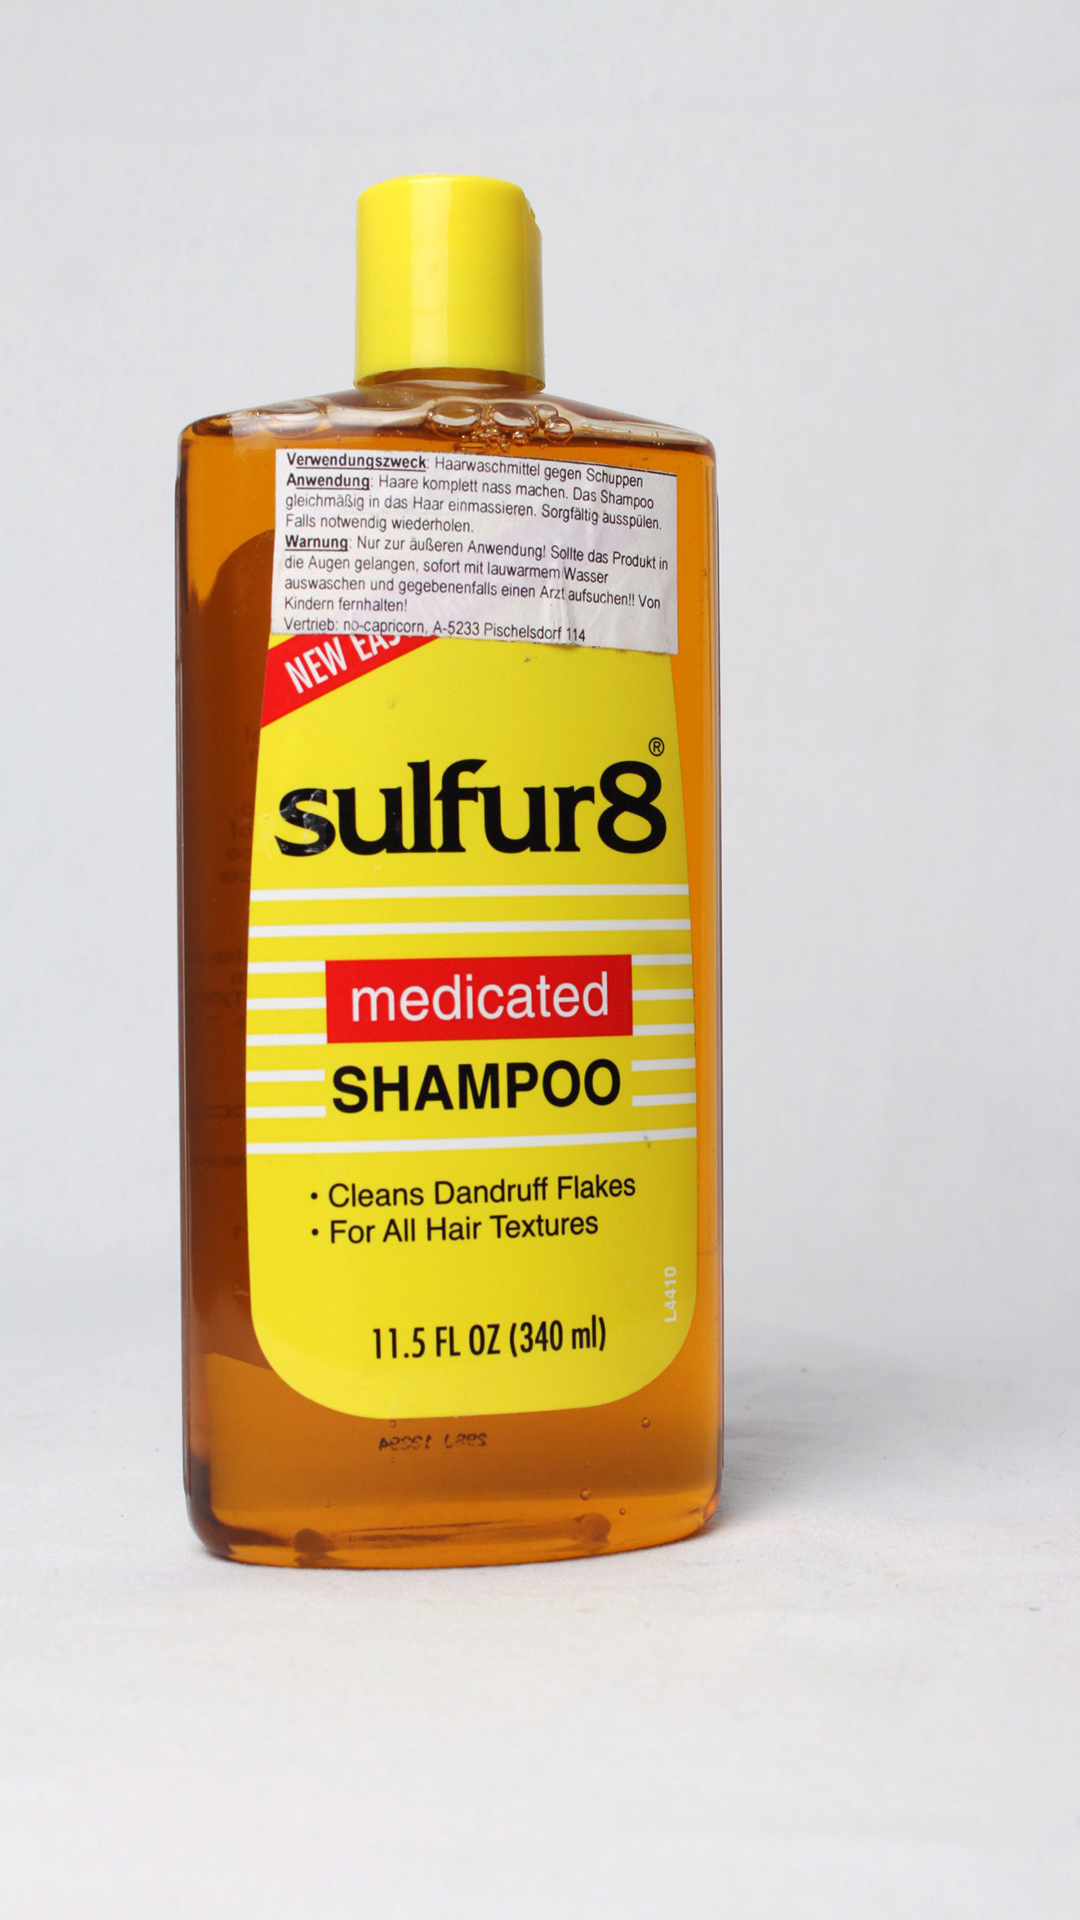 Verwendungszweck: Haarwaschmittel gegen Schuppen
Anwendung: Haare komplett nass machen. Das Shampoo
gleichmäßig in das Haar einmassieren. Sorgfältig ausspülen.
Falls notwendig wiederholen.
Warnung: Nur zur äußeren Anwendung! Sollte das Produkt in
die Augen gelangen, sofort mit lauwarmem Wasser
auswaschen und gegebenenfalls einen Arzt aufsuchen!! Von
Kindern fernhalten!
Vertrieb: no-capricorn, A-5233 Pischelsdorf 114
NEW
sulfur8®
medicated
SHAMPOO
• Cleans Dandruff Flakes
• For All Hair Textures
L4410
11.5 FL OZ (340 ml)